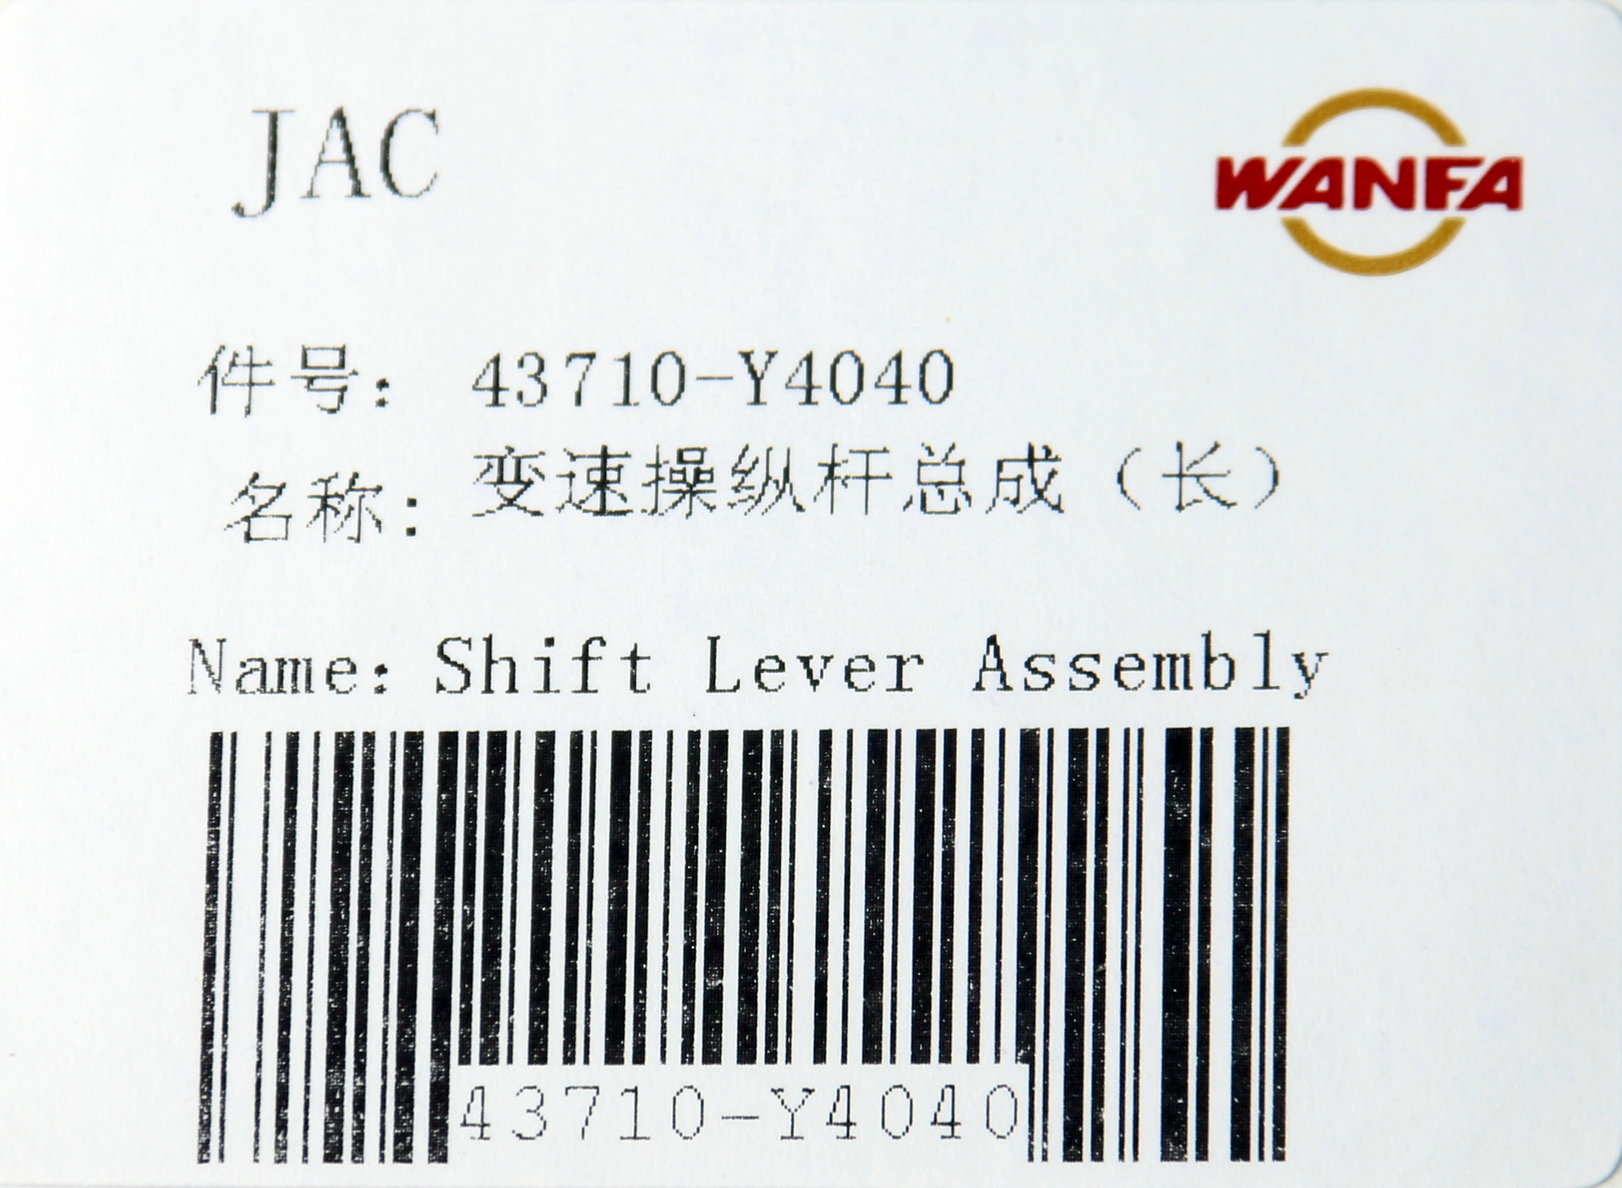 JAC
WANFA
件号： 43710-Y4040
名称： 变速操纵杆总成（长）
Name: Shift Lever Assembly
43710-Y4040